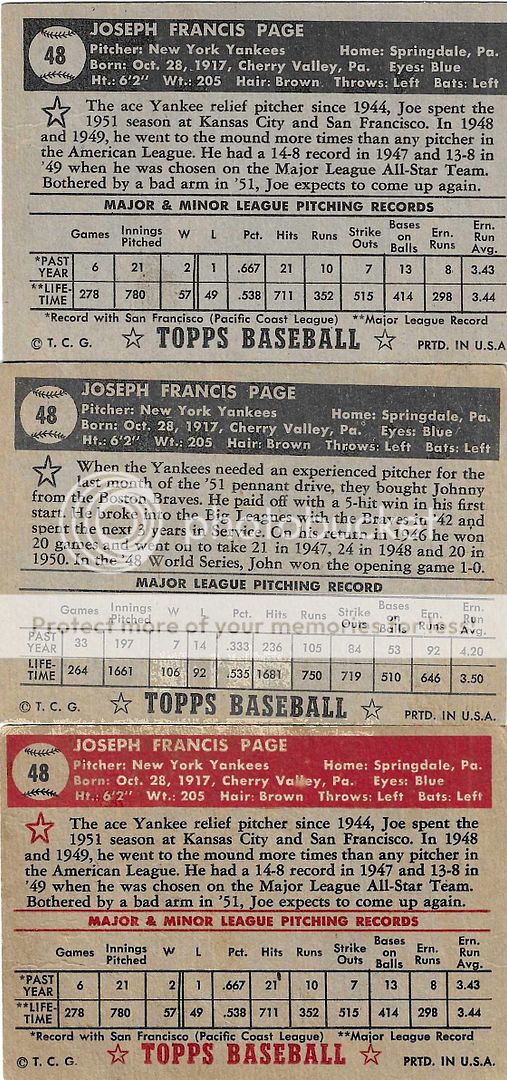 48
JOSEPH FRANCIS PAGE
Pitcher: New York Yankees Home: Springdale, Pa.
Born: Oct. 28, 1917, Cherry Valley, Pa. Eyes: Blue
Ht.: 6'2" Wt.: 205 Hair: Brown Throws: Left Bats: Left
The ace Yankee relief pitcher since 1944, Joe spent the
1951 season at Kansas City and San Francisco. In 1948
and 1949, he went to the mound more times than any pitcher in
the American League. He had a 14-8 record in 1947 and 13-8 in
'49 when he was chosen on the Major League All-Star Team.
Bothered by a bad arm in '51, Joe expects to come up again.
MAJOR & MINOR LEAGUE PITCHING RECORDS
Games Innings Pitched W L Pct. Hits Runs Strike Outs Bases on Balls Ern. Runs Ern. Run Avg.
*PAST YEAR 6 21 2 1 .667 21 10 7 13 8 3.43
**LIFE-TIME 278 780 57 49 .538 711 352 515 414 298 3.44
*Record with San Francisco (Pacific Coast League) **Major League Record
© T. C. G. TOPPS BASEBALL PRTD. IN U.S.A.
48
JOSEPH FRANCIS PAGE
Pitcher: New York Yankees Home: Springdale, Pa.
Born: Oct. 28, 1917, Cherry Valley, Pa. Eyes: Blue
Ht.: 6'2" Wt.: 205 Hair: Brown Throws: Left Bats: Left
When the Yankees needed an experienced pitcher for the
last month of the '51 pennant drive, they bought Johnny
from the Boston Braves. He paid off with a 5-hit win in his first
start. He broke into the Big Leagues with the Braves in '42 and
spent the next 3 years in Service. On his return in 1946 he won
20 games and went on to take 21 in 1947, 24 in 1948 and 20 in
1950. In the '48 World Series, John won the opening game 1-0.
photobucket
MAJOR LEAGUE PITCHING RECORD
Protect more of your memories for less!
Games Innings Pitched W L Pct. Hits Runs Strike Outs Bases on Balls Ern. Runs Ern. Run Avg.
PAST YEAR 33 197 7 14 .333 236 105 84 53 92 4.20
LIFE-TIME 264 1661 106 92 .535 1681 750 719 510 646 3.50
© T. C. G. TOPPS BASEBALL PRTD. IN U.S.A.
48
JOSEPH FRANCIS PAGE
Pitcher: New York Yankees Home: Springdale, Pa.
Born: Oct. 28, 1917, Cherry Valley, Pa. Eyes: Blue
Ht.: 6'2" Wt.: 205 Hair: Brown Throws: Left Bats: Left
The ace Yankee relief pitcher since 1944, Joe spent the
1951 season at Kansas City and San Francisco. In 1948
and 1949, he went to the mound more times than any pitcher in
the American League. He had a 14-8 record in 1947 and 13-8 in
'49 when he was chosen on the Major League All-Star Team.
Bothered by a bad arm in '51, Joe expects to come up again.
MAJOR & MINOR LEAGUE PITCHING RECORDS
Games Innings Pitched W L Pct. Hits Runs Strike Outs Bases on Balls Ern. Runs Ern. Run Avg.
*PAST YEAR 6 21 2 1 .667 21 10 7 13 8 3.43
**LIFE-TIME 278 780 57 49 .538 711 352 515 414 298 3.44
*Record with San Francisco (Pacific Coast League) **Major League Record
© T. C. G. TOPPS BASEBALL PRTD. IN U.S.A.